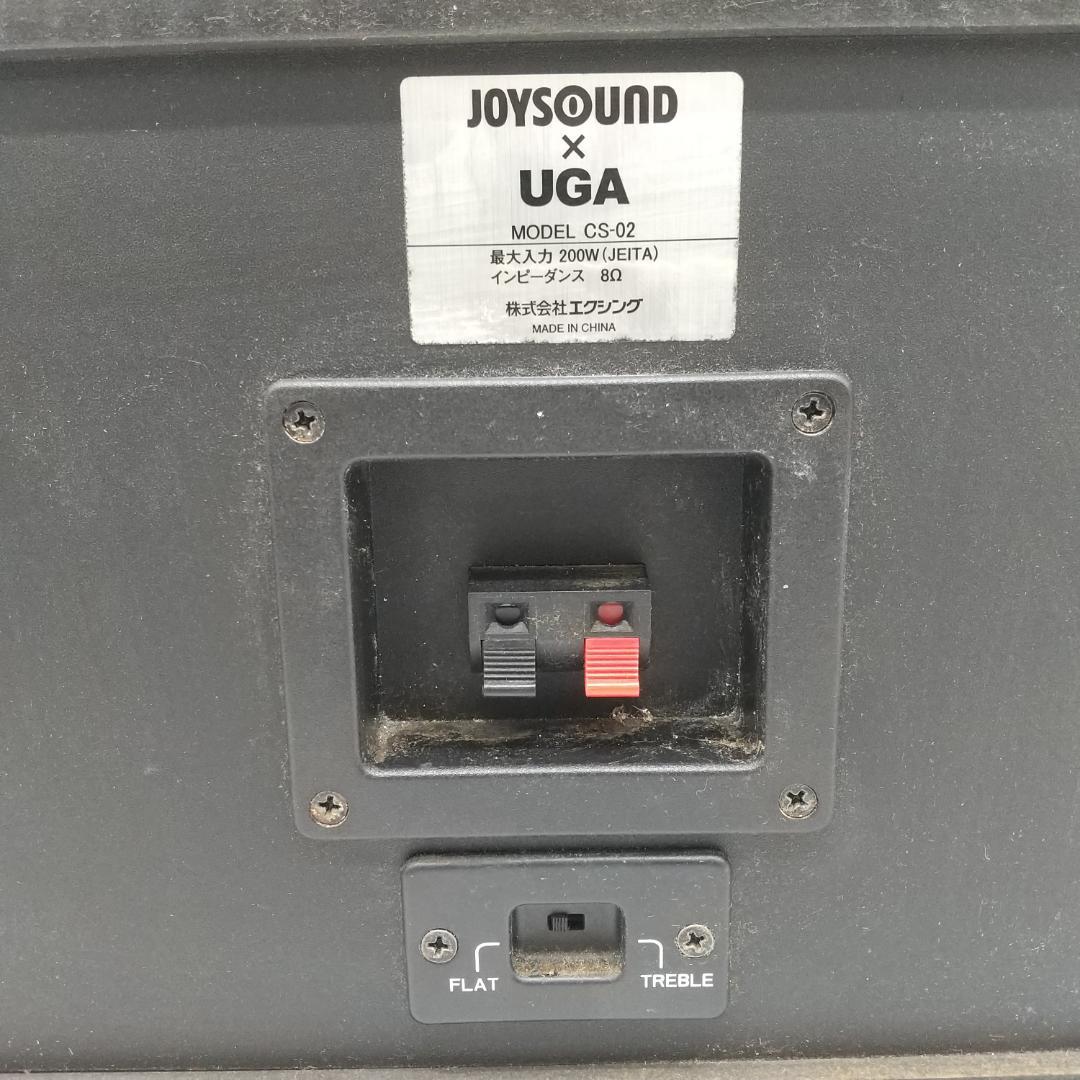 JOYSOUND
×
UGA
MODEL CS-02
最大入力 200W(JEITA)
インピーダンス 8Ω
株式会社エクシング
MADE IN CHINA
FLAT
TREBLE